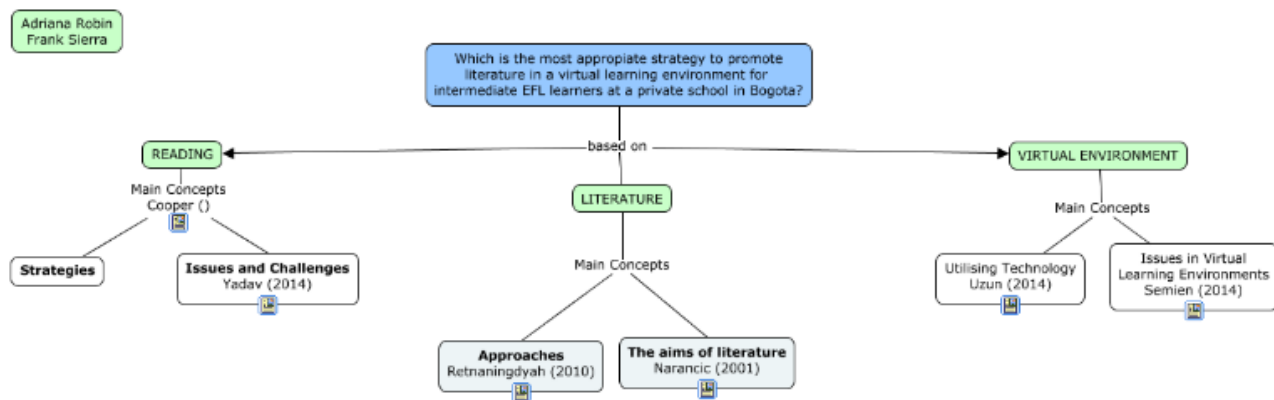 Adriana Robin
Frank Sierra
Which is the most appropiate strategy to promote
literature in a virtual learning environment for
intermediate EFL learners at a private school in Bogota?
based on
READING
VIRTUAL ENVIRONMENT
LITERATURE
Main Concepts
Cooper ()
Main Concepts
Main Concepts
Strategies
Issues and Challenges
Yadav (2014)
Utilising Technology
Uzun (2014)
Issues in Virtual
Learning Environments
Semien (2014)
Approaches
Retnaningdyah (2010)
The aims of literature
Narancic (2001)